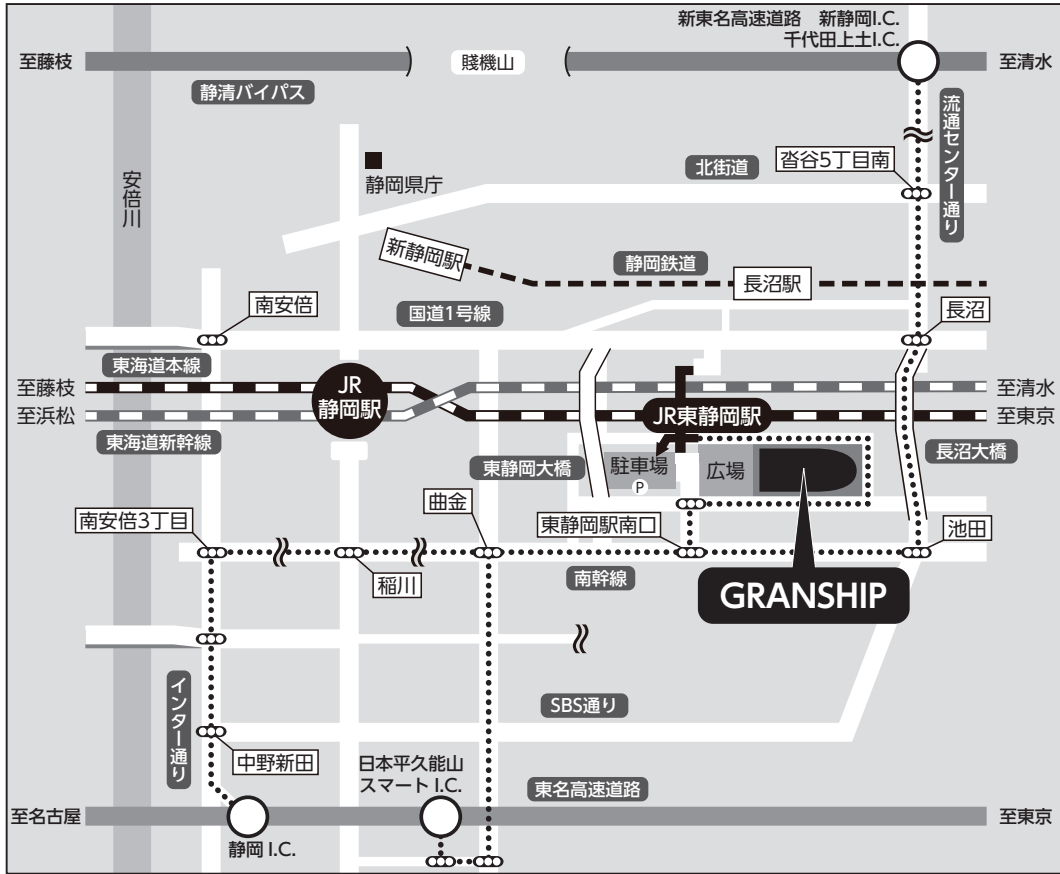 新東名高速道路 新静岡I.C.
千代田上土I.C.
至藤枝
賤機山
至清水
静清バイパス
流通センター通り
沓谷5丁目南
北街道
静岡県庁
安倍川
新静岡駅
静岡鉄道
長沼駅
南安倍
国道1号線
長沼
東海道本線
至藤枝
JR
静岡駅
至清水
至浜松
JR東静岡駅
至東京
東海道新幹線
東静岡大橋
駐車場
P
広場
長沼大橋
南安倍3丁目
曲金
東静岡駅南口
池田
稲川
南幹線
GRANSHIP
インター通り
SBS通り
中野新田
日本平久能山
スマート I.C.
東名高速道路
至名古屋
至東京
静岡 I.C.